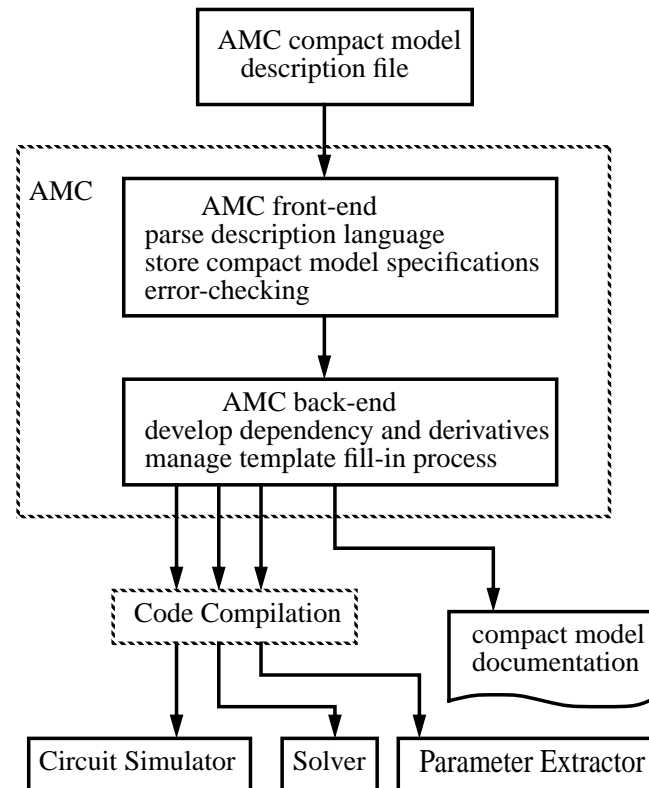 AMC compact model
description file
AMC
AMC front-end
parse description language
store compact model specifications
error-checking
AMC back-end
develop dependency and derivatives
manage template fill-in process
Code Compilation
compact model
documentation
Circuit Simulator
Solver
Parameter Extractor